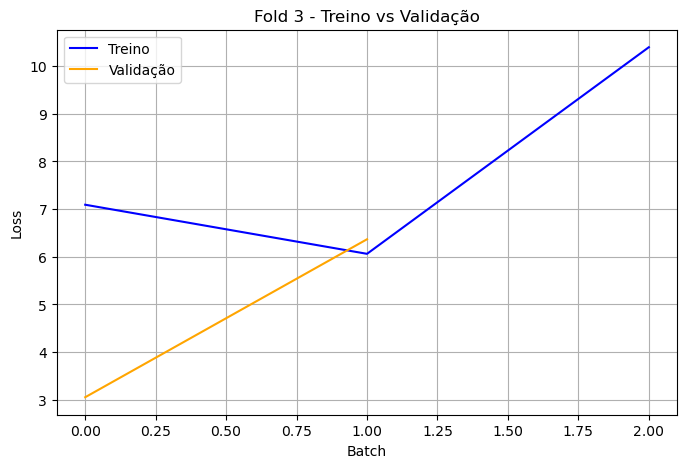 Fold 3 - Treino vs Validação
Treino
Validação
Loss
10
9
8
7
6
5
4
3
0.00 0.25 0.50 0.75 1.00 1.25 1.50 1.75 2.00
Batch